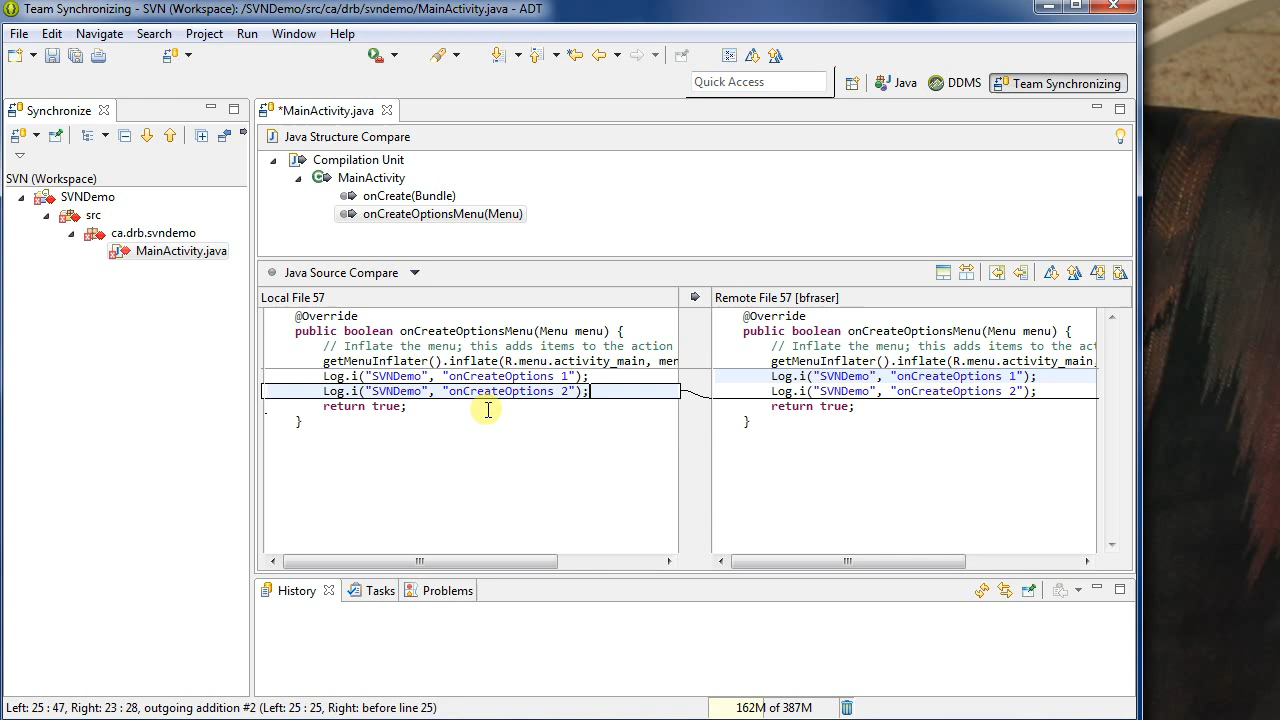 Team Synchronizing - SVN (Workspace): /SVNDemo/src/ca/drb/svndemo/MainActivity.java - ADT
File Edit Navigate Search Project Run Window Help
Quick Access
Java DDMS Team Synchronizing
Synchronize
*MainActivity.java
Java Structure Compare
Compilation Unit
MainActivity
onCreate(Bundle)
onCreateOptionsMenu(Menu)
SVN (Workspace)
SVNDemo
src
ca.drb.svndemo
MainActivity.java
Java Source Compare
Local File 57
@Override
public boolean onCreateOptionsMenu(Menu menu) {
// Inflate the menu; this adds items to the action
getMenuInflater().inflate(R.menu.activity_main, men
Log.i("SVNDemo", "onCreateOptions 1");
Log.i("SVNDemo", "onCreateOptions 2");
return true;
}
Remote File 57 [bfraser]
@Override
public boolean onCreateOptionsMenu(Menu menu) {
// Inflate the menu; this adds items to the act
getMenuInflater().inflate(R.menu.activity_main,
Log.i("SVNDemo", "onCreateOptions 1");
Log.i("SVNDemo", "onCreateOptions 2");
return true;
}
History Tasks Problems
Left: 25 : 47, Right: 23 : 28, outgoing addition #2 (Left: 25 : 25, Right: before line 25)
162M of 387M